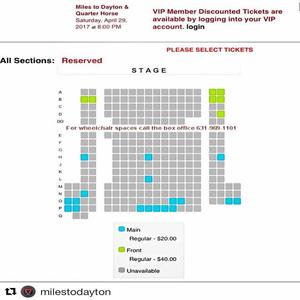 Miles to Dayton &
Quarter Horse
Saturday, April 29,
2017 at 8:00 PM
VIP Member Discounted Tickets are
available by logging into your VIP
account. login
PLEASE SELECT TICKETS
All Sections: Reserved
STAGE
A
B
C
D
DD
For wheelchair spaces call the box office 631-969-1101
E
F
G
H
J
K
L
M
N
O
P
Q
Main
Regular - $20.00
Front
Regular - $40.00
Unavailable
milestodayton